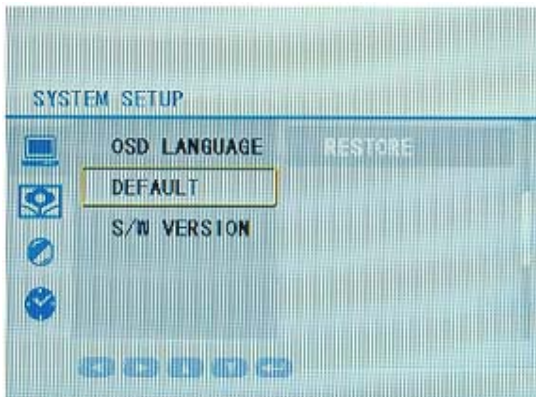 SYSTEM SETUP
OSD LANGUAGE
RESTORE
DEFAULT
S/W VERSION